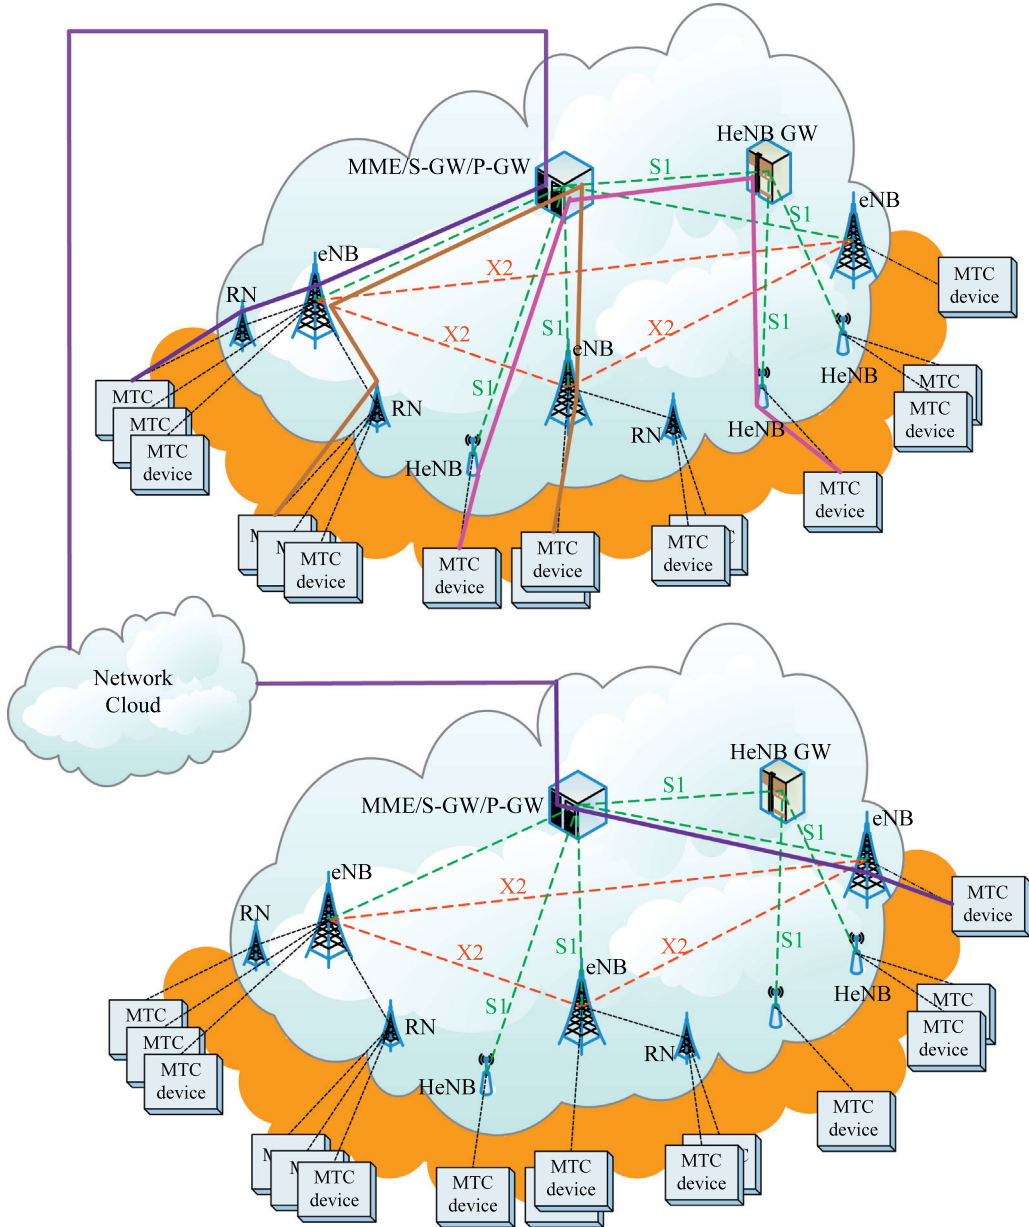 HeNB GW
MME/S-GW/P-GW
S1
S1
eNB
eNB
X2
MTC
device
RN
X2
S1
X2
S1
eNB
HeNB
S1
MTC
MTC
MTC
device
RN
RN
HeNB
HeNB
MTC
MTC
device
MTC
device
MTC
device
MTC
device
MTC
device
MTC
device
Network
Cloud
HeNB GW
MME/S-GW/P-GW
S1
S1
eNB
eNB
X2
MTC
device
RN
X2
S1
X2
S1
eNB
HeNB
S1
MTC
MTC
MTC
device
RN
RN
HeNB
MTC
MTC
device
MTC
device
MTC
device
MTC
device
MTC
device
MTC
device